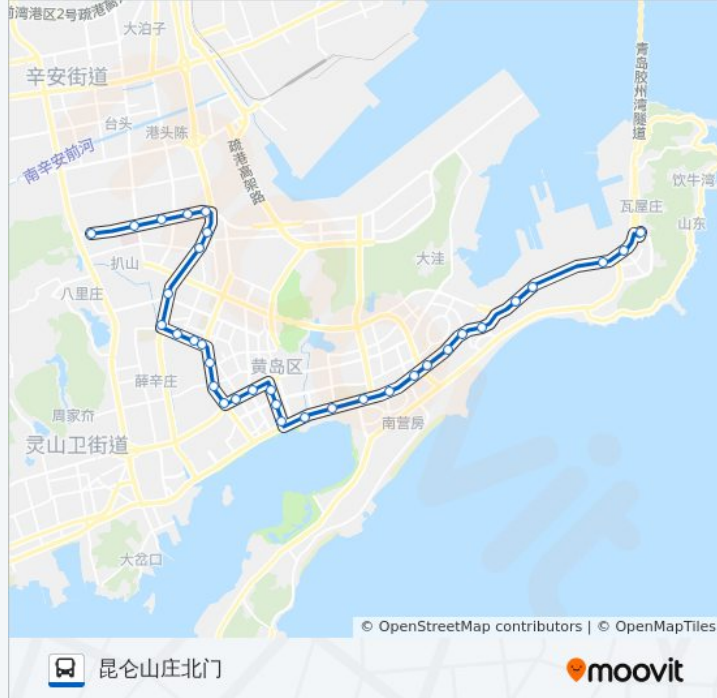 前湾港区2号疏港高
大泊子
辛安街道
台头
港头陈
南辛安前河
疏港高架路
青岛胶州湾隧道
饮牛湾
瓦屋庄
山东
大洼
扒山
八里庄
黄岛区
薛辛庄
周家夼
南营房
灵山卫街道
大岔口
© OpenStreetMap contributors | © OpenMapTiles
昆仑山庄北门
moovit